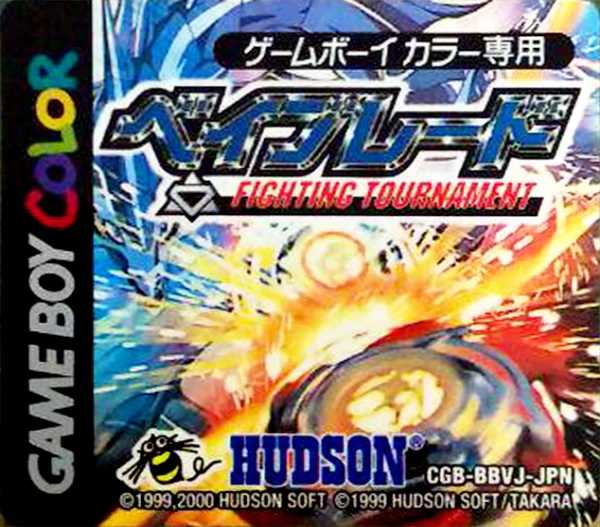 GAME BOY COLOR
ゲームボーイカラー専用
ベイブレード
FIGHTING TOURNAMENT
HUDSON®
CGB-BBVJ-JPN
©1999,2000 HUDSON SOFT ©1999 HUDSON SOFT/TAKARA